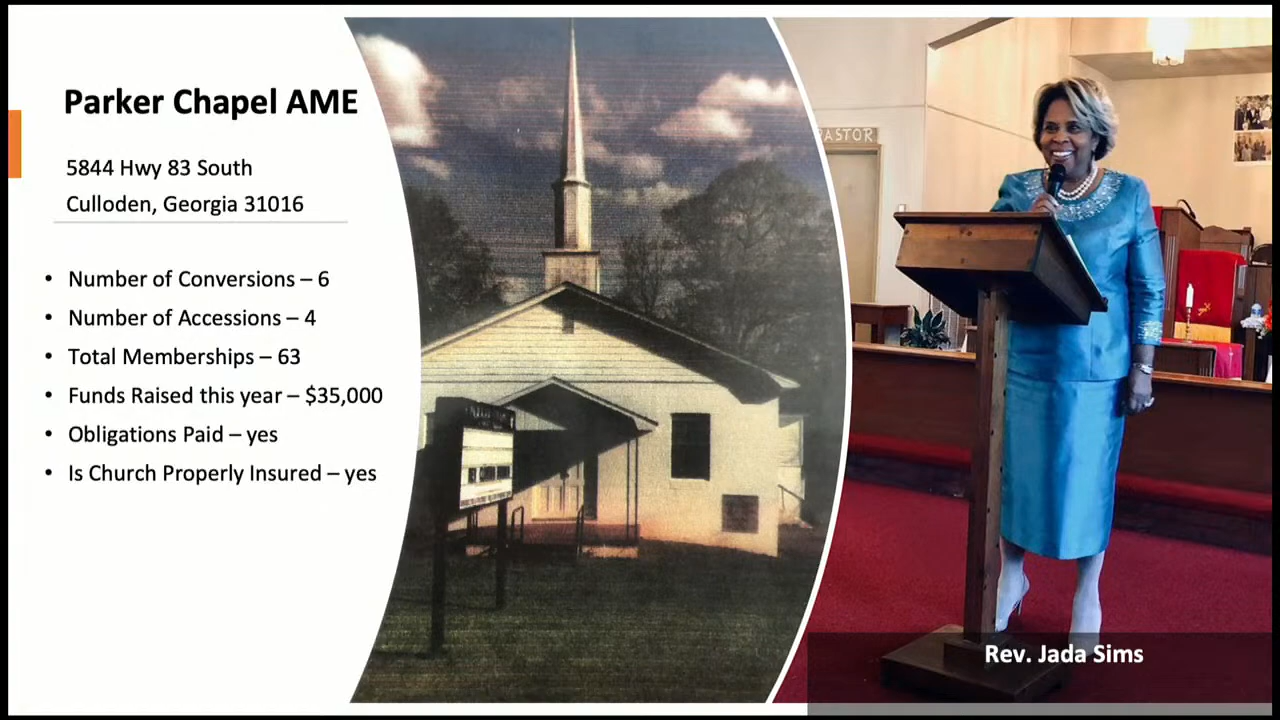 Parker Chapel AME
5844 Hwy 83 South
Culloden, Georgia 31016
• Number of Conversions – 6
• Number of Accessions – 4
• Total Memberships – 63
• Funds Raised this year – $35,000
• Obligations Paid – yes
• Is Church Properly Insured – yes
PASTOR
Rev. Jada Sims